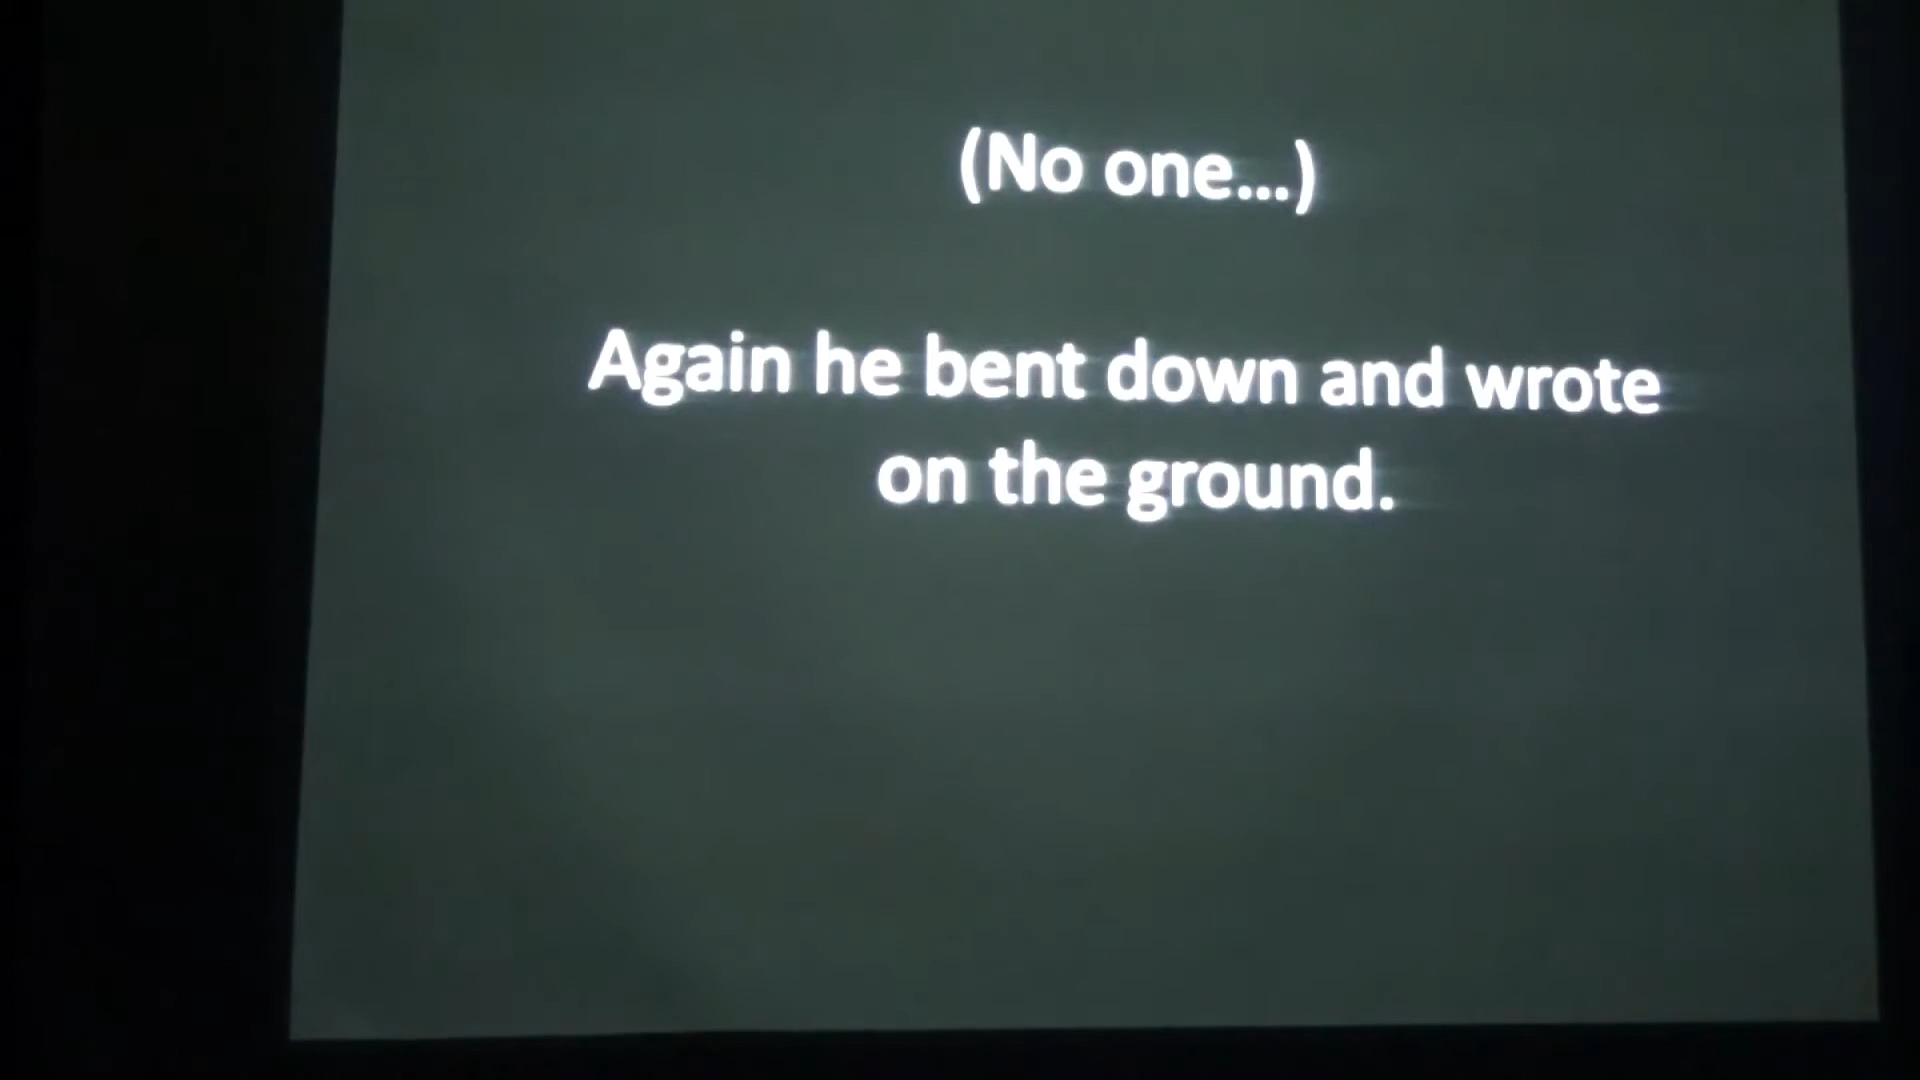 (No one...)
Again he bent down and wrote
on the ground.